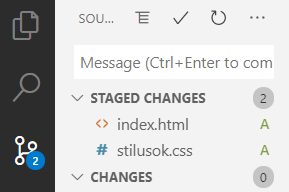 SOU...
Message (Ctrl+Enter to com
STAGED CHANGES 2
index.html A
# stilusok.css A
2
CHANGES 0